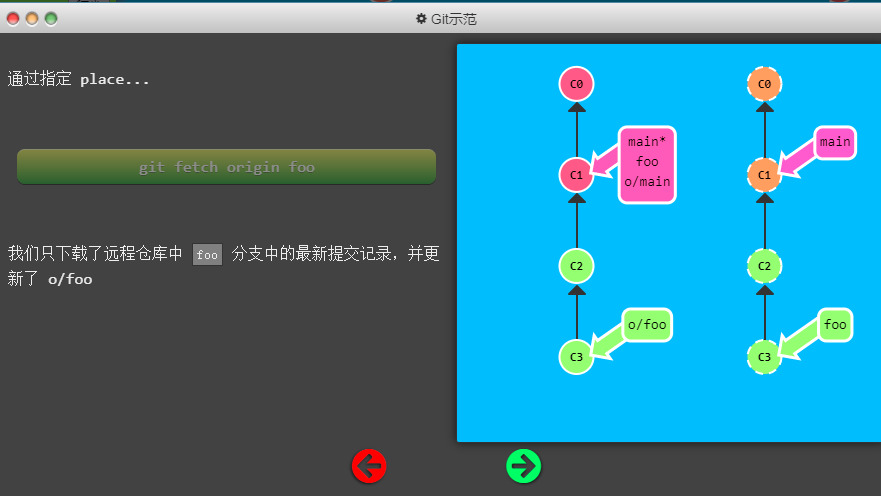 Git示范
通过指定 place...
git fetch origin foo
我们只下载了远程仓库中 foo 分支中的最新提交记录，并更
新了 o/foo
C0
C0
main*
foo
o/main
main
C1
C1
C2
C2
o/foo
foo
C3
C3